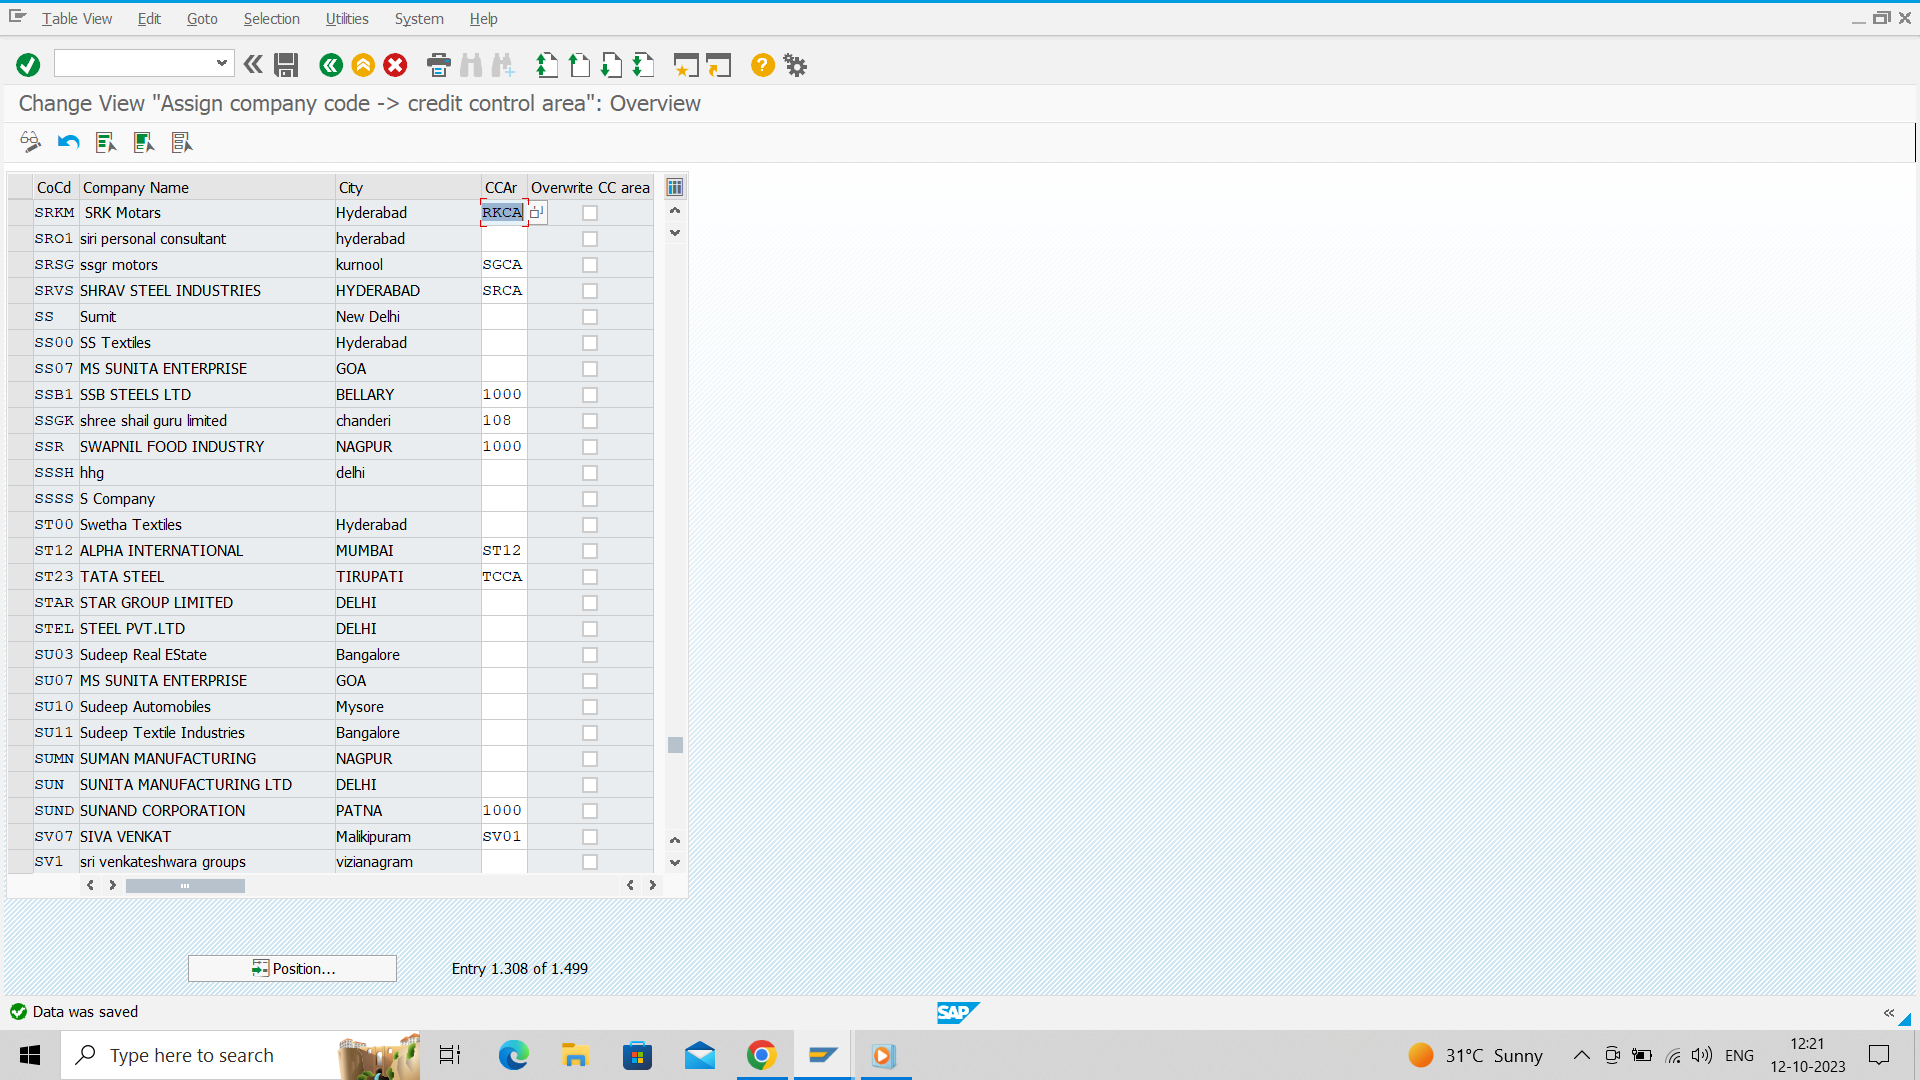 Table View Edit Goto Selection Utilities System Help
Change View "Assign company code -> credit control area": Overview
CoCd Company Name City CCAr Overwrite CC area
SRKM SRK Motars Hyderabad RKCA
SRO1 siri personal consultant hyderabad
SRSG ssgr motors kurnool SGCA
SRVS SHRAV STEEL INDUSTRIES HYDERABAD SRCA
SS Sumit New Delhi
SS00 SS Textiles Hyderabad
SS07 MS SUNITA ENTERPRISE GOA
SSB1 SSB STEELS LTD BELLARY 1000
SSGK shree shail guru limited chanderi 108
SSR SWAPNIL FOOD INDUSTRY NAGPUR 1000
SSSH hhg delhi
SSSS S Company
ST00 Swetha Textiles Hyderabad
ST12 ALPHA INTERNATIONAL MUMBAI ST12
ST23 TATA STEEL TIRUPATI TCCA
STAR STAR GROUP LIMITED DELHI
STEL STEEL PVT.LTD DELHI
SU03 Sudeep Real EState Bangalore
SU07 MS SUNITA ENTERPRISE GOA
SU10 Sudeep Automobiles Mysore
SU11 Sudeep Textile Industries Bangalore
SUMN SUMAN MANUFACTURING NAGPUR
SUN SUNITA MANUFACTURING LTD DELHI
SUND SUNAND CORPORATION PATNA 1000
SV07 SIVA VENKAT Malikipuram SV01
SV1 sri venkateshwara groups vizianagram
Position... Entry 1.308 of 1.499
Data was saved SAP
Type here to search 31°C Sunny ENG 12:21
12-10-2023